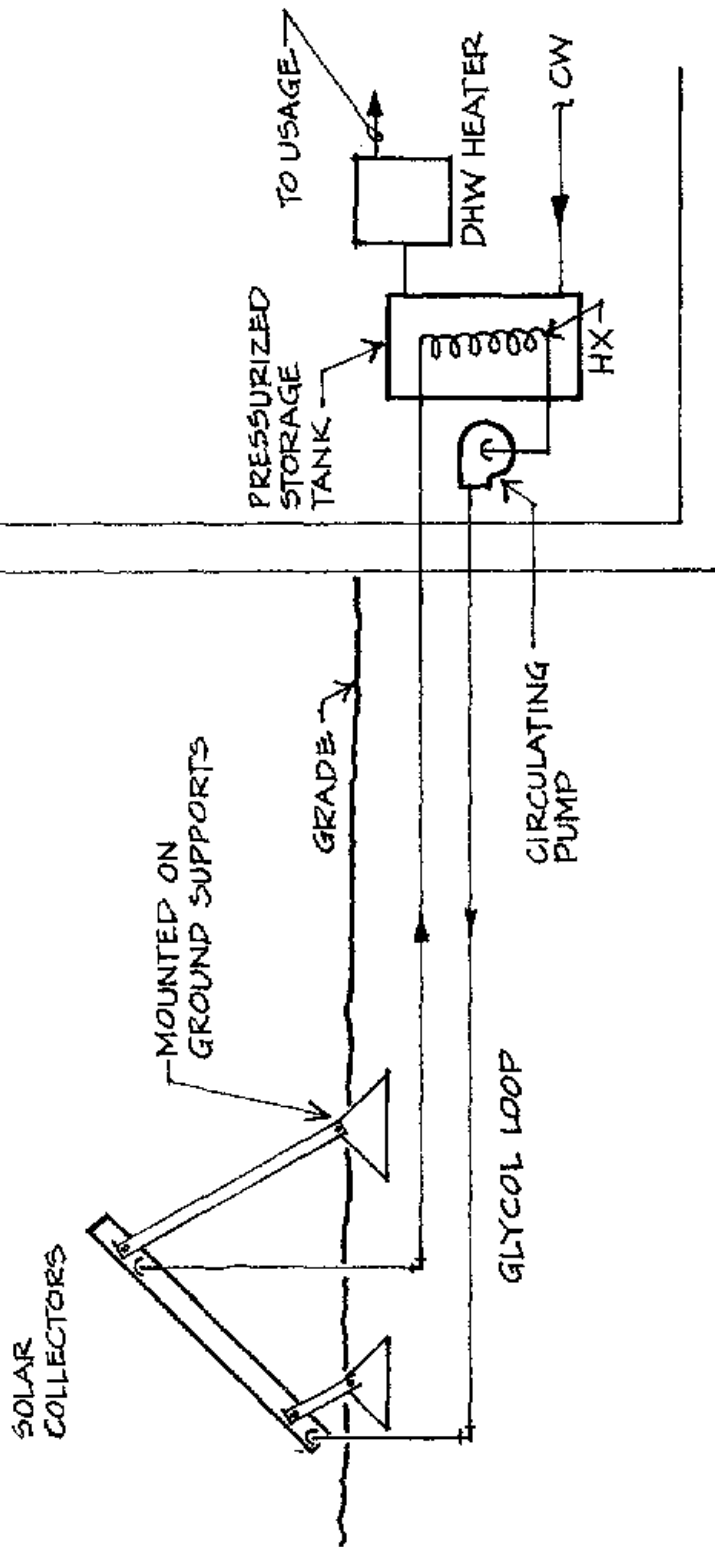 SOLAR
COLLECTORS
MOUNTED ON
GROUND SUPPORTS
GRADE
GLYCOL LOOP
CIRCULATING
PUMP
PRESSURIZED
STORAGE
TANK
HX
TO USAGE
DHW HEATER
CW